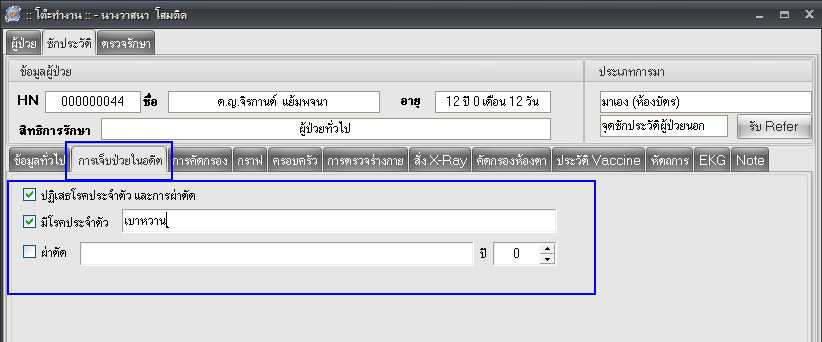 :: โต๊ะทำงาน :: - นางวาสนา โสมติด
ผู้ป่วย ซักประวัติ ตรวจรักษา
ข้อมูลผู้ป่วย ประเภทการมา
HN 000000044 ชื่อ ด.ญ.จิรกานต์ แย้มพจนา อายุ 12 ปี 0 เดือน 12 วัน มาเอง (ห้องบัตร)
สิทธิการรักษา ผู้ป่วยทั่วไป จุดซักประวัติผู้ป่วยนอก รับ Refer
ข้อมูลทั่วไป การเจ็บป่วยในอดีต การคัดกรอง กราฟ ครอบครัว การตรวจร่างกาย สั่ง X-Ray คัดกรองห้องตา ประวัติ Vaccine หัตถการ EKG Note
ปฏิเสธโรคประจำตัว และการผ่าตัด
มีโรคประจำตัว เบาหวาน
ผ่าตัด ปี 0